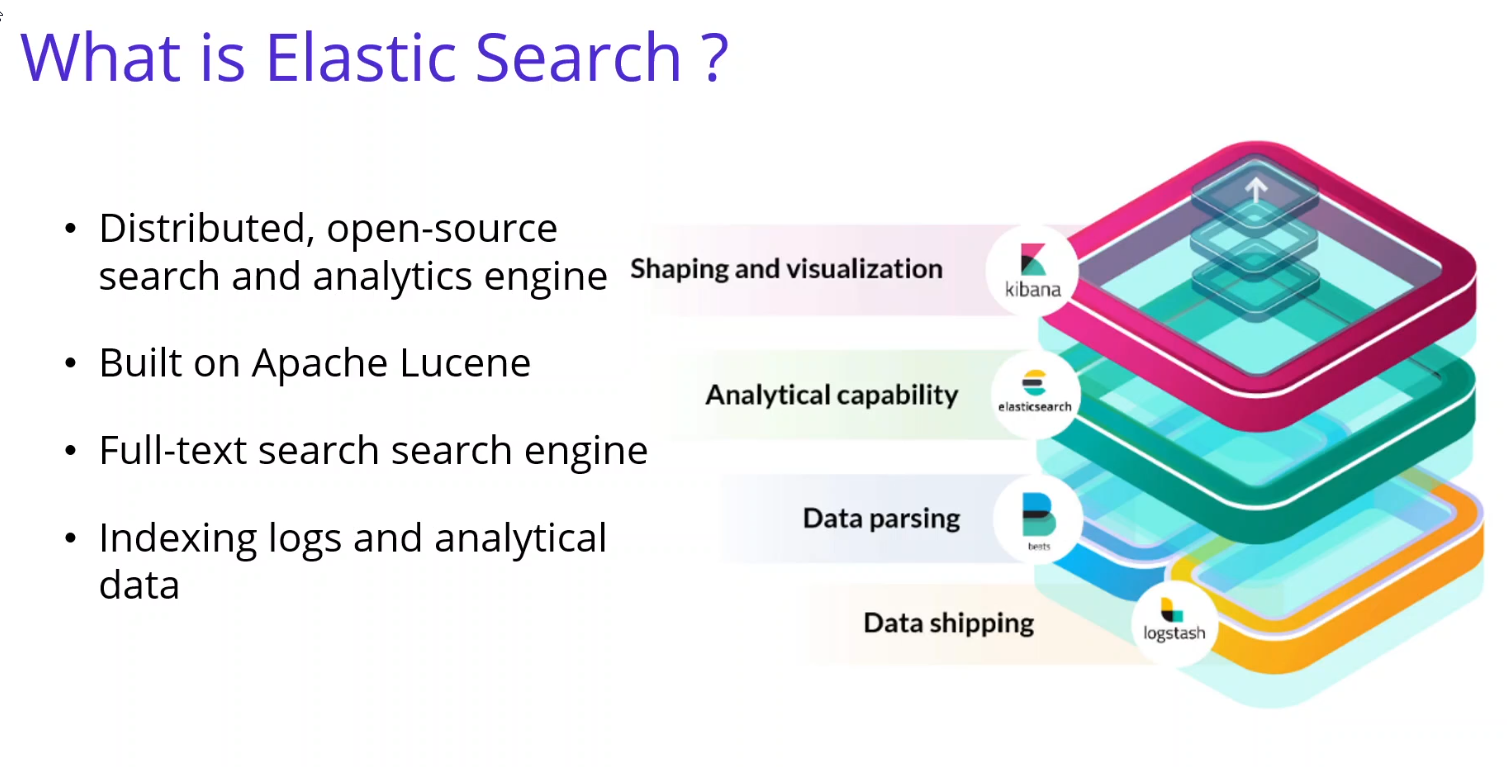 What is Elastic Search ?
• Distributed, open-source
search and analytics engine
• Built on Apache Lucene
• Full-text search search engine
• Indexing logs and analytical
data
Shaping and visualization
kibana
Analytical capability
elasticsearch
Data parsing
beats
Data shipping
logstash